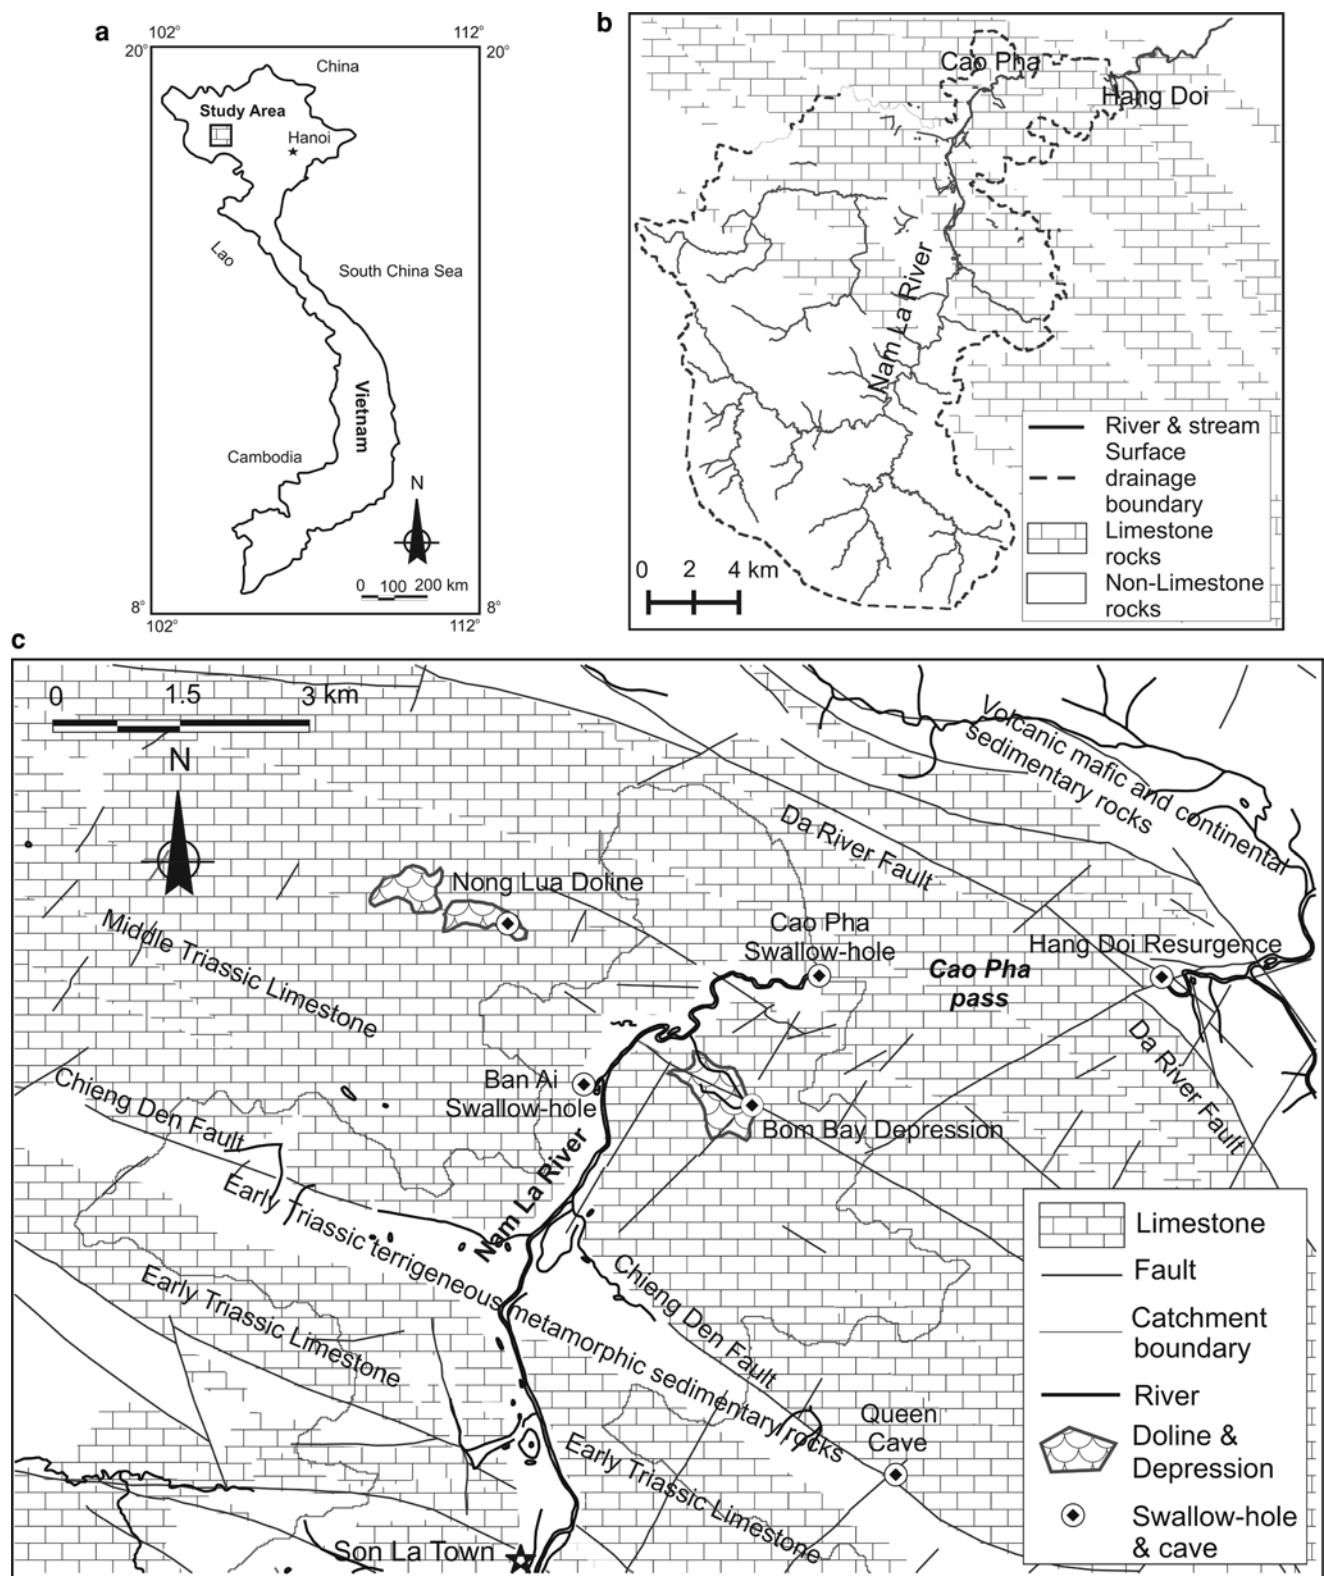 a
102°
112°
20°
20°
China
Study Area
Hanoi
Lao
South China Sea
Vietnam
Cambodia
N
0 100 200 km
8°
8°
102°
112°
b
Cao Pha
Hang Doi
Nam La River
0 2 4 km
River & stream
Surface
drainage
boundary
Limestone
rocks
Non-Limestone
rocks
c
0 1.5 3 km
N
Volcanic mafic and continental
sedimentary rocks
Da River Fault
Nong Lua Doline
Cao Pha
Swallow-hole
Hang Doi Resurgence
Cao Pha
pass
Middle Triassic Limestone
Da River Fault
Ban Ai
Swallow-hole
Chieng Den Fault
Bom Bay Depression
Nam La River
Early Triassic terrigeneous metamorphic sedimentary rocks
Early Triassic Limestone
Chieng Den Fault
Queen
Cave
Early Triassic Limestone
Son La Town
Limestone
Fault
Catchment
boundary
River
Doline &
Depression
Swallow-hole
& cave